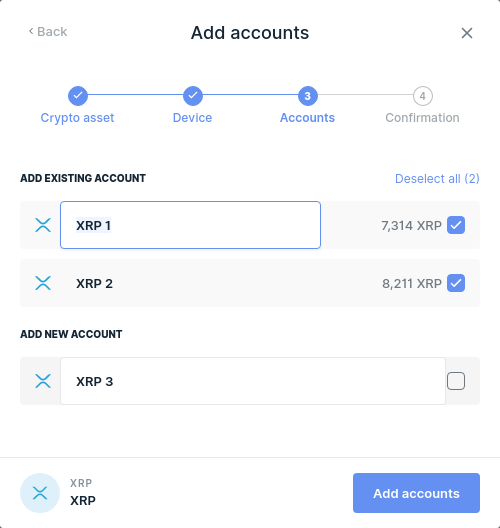 Back
Add accounts
3
4
Crypto asset
Device
Accounts
Confirmation
ADD EXISTING ACCOUNT
Deselect all (2)
XRP 1
7,314 XRP
XRP 2
8,211 XRP
ADD NEW ACCOUNT
XRP 3
XRP
XRP
Add accounts